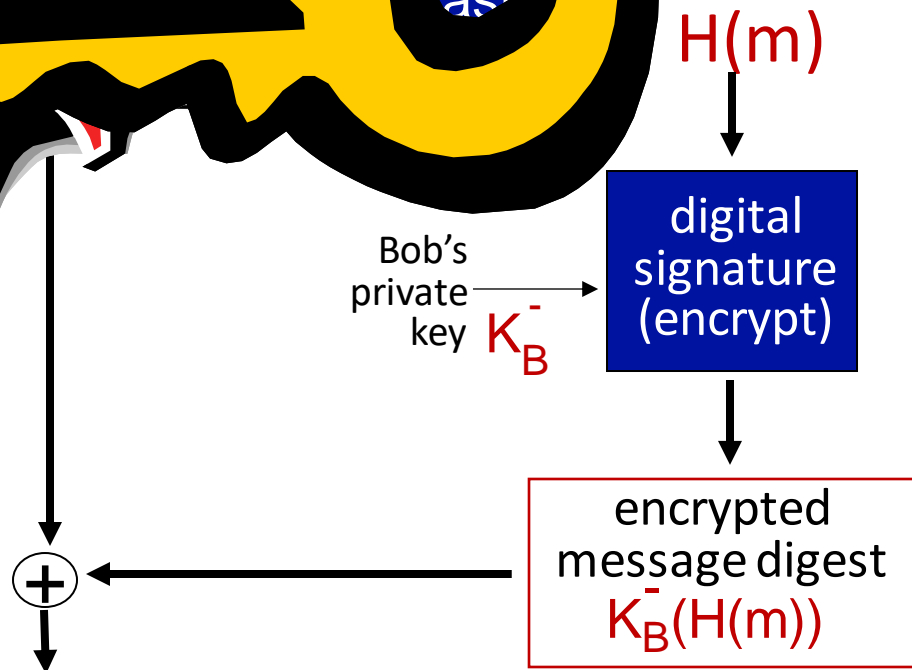 H(m)
digital
signature
(encrypt)
Bob’s
private
key K_B^-
encrypted
message digest
K_B^-(H(m))
+